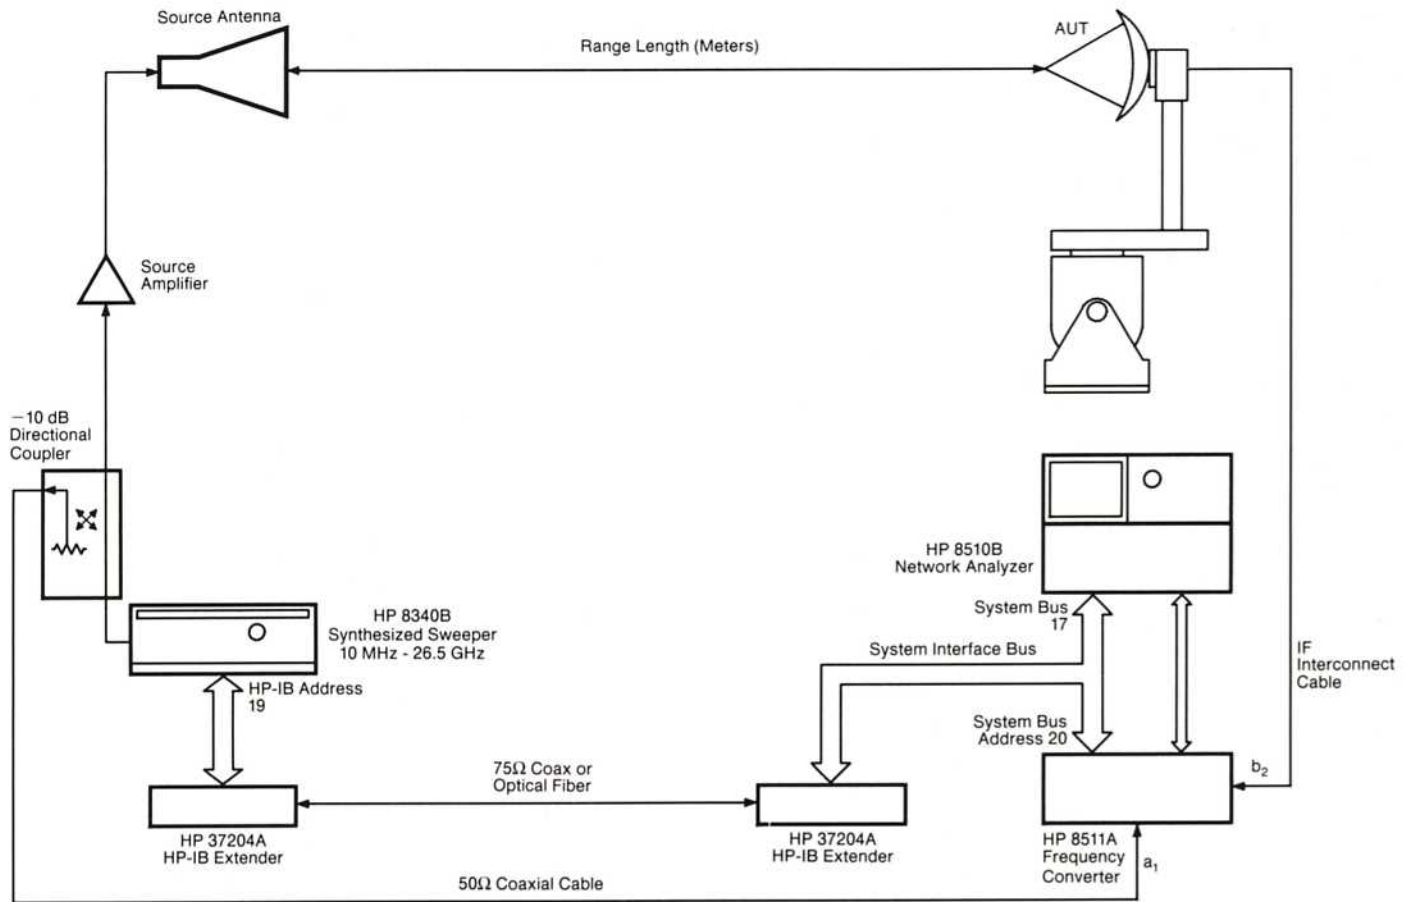 Source Antenna
Range Length (Meters)
AUT
Source
Amplifier
−10 dB
Directional
Coupler
HP 8340B
Synthesized Sweeper
10 MHz - 26.5 GHz
HP-IB Address
19
HP 8510B
Network Analyzer
System Bus
17
System Interface Bus
IF
Interconnect
Cable
System Bus
Address 20
75Ω Coax or
Optical Fiber
b2
HP 37204A
HP-IB Extender
HP 37204A
HP-IB Extender
HP 8511A
Frequency
Converter
a1
50Ω Coaxial Cable